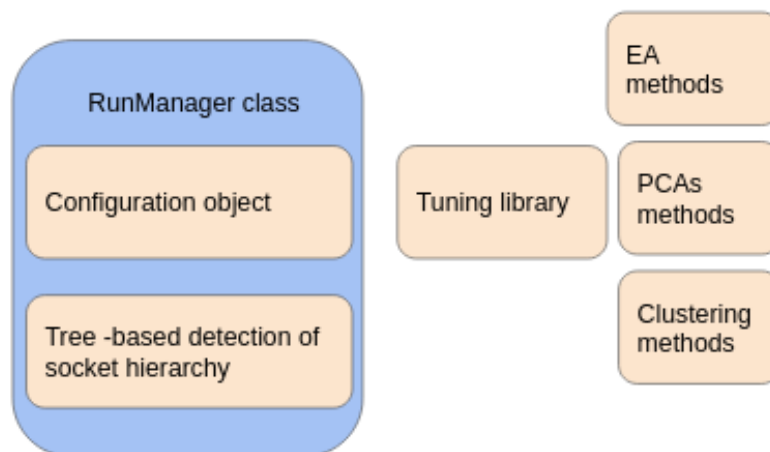 RunManager class
Configuration object
Tree -based detection of
socket hierarchy
Tuning library
EA
methods
PCAs
methods
Clustering
methods